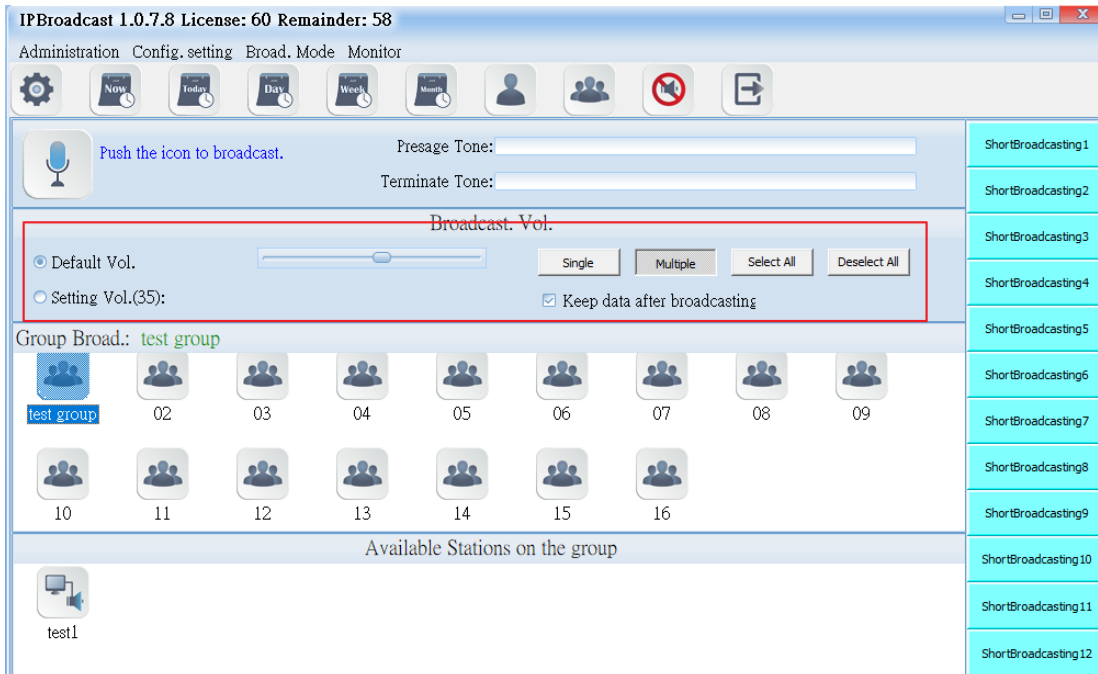 IPBroadcast 1.0.7.8 License: 60 Remainder: 58
Administration Config. setting Broad. Mode Monitor
Now Today Day Week Month
Push the icon to broadcast.
Presage Tone:
Terminate Tone:
Broadcast. Vol.
Default Vol.
Single Multiple Select All Deselect All
Setting Vol.(35):
Keep data after broadcasting
Group Broad.: test group
test group 02 03 04 05 06 07 08 09
10 11 12 13 14 15 16
Available Stations on the group
test1
ShortBroadcasting1
ShortBroadcasting2
ShortBroadcasting3
ShortBroadcasting4
ShortBroadcasting5
ShortBroadcasting6
ShortBroadcasting7
ShortBroadcasting8
ShortBroadcasting9
ShortBroadcasting10
ShortBroadcasting11
ShortBroadcasting12